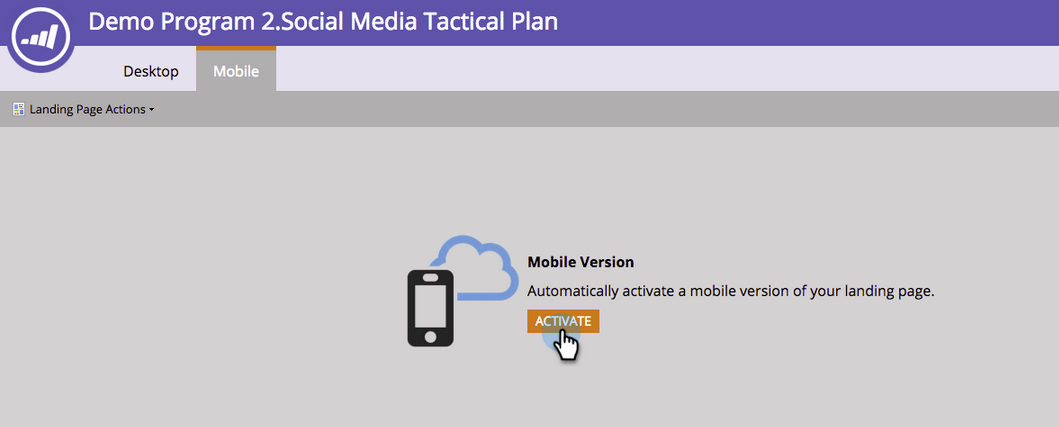 Demo Program 2.Social Media Tactical Plan
Desktop
Mobile
Landing Page Actions
Mobile Version
Automatically activate a mobile version of your landing page.
ACTIVATE